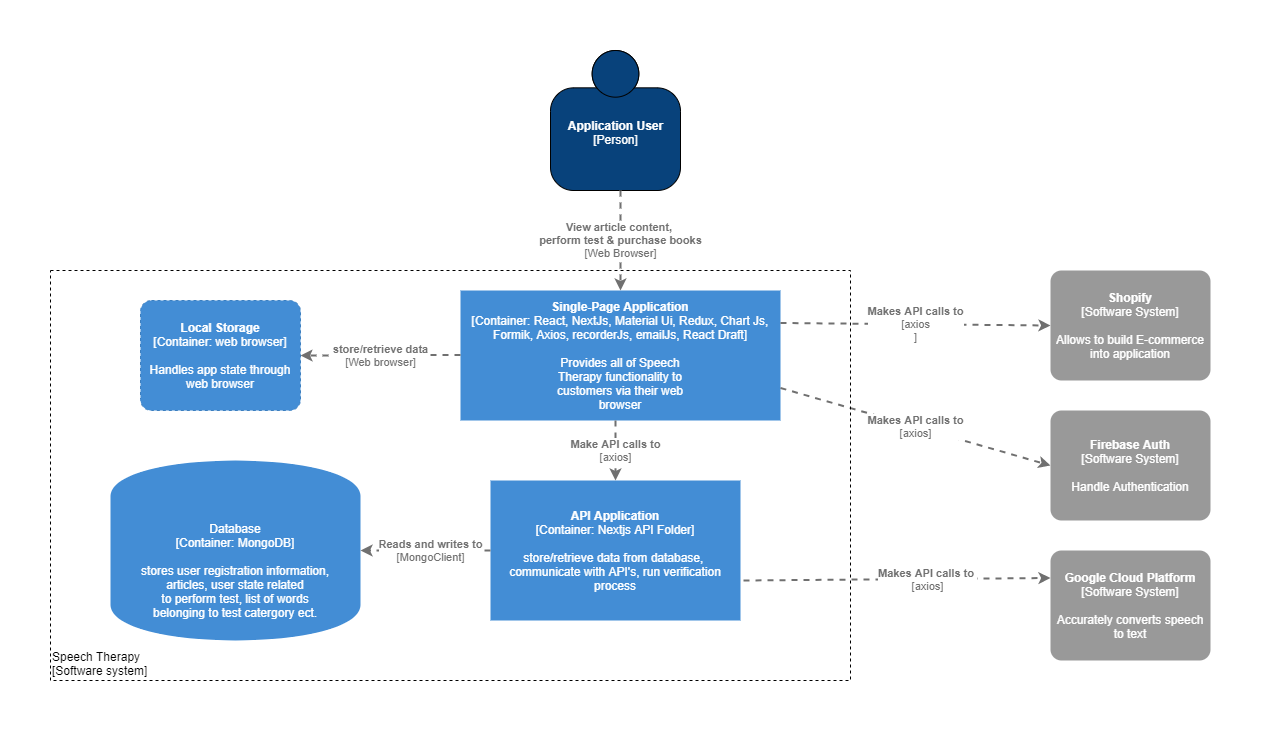 Application User
[Person]
View article content,
perform test & purchase books
[Web Browser]
Single-Page Application
[Container: React, NextJs, Material Ui, Redux, Chart Js,
Formik, Axios, recorderJs, emailJs, React Draft]
Provides all of Speech
Therapy functionality to
customers via their web
browser
Local Storage
[Container: web browser]
Handles app state through
web browser
store/retrieve data
[Web browser]
Makes API calls to
[axios
]
Shopify
[Software System]
Allows to build E-commerce
into application
Makes API calls to
[axios]
Firebase Auth
[Software System]
Handle Authentication
Make API calls to
[axios]
Database
[Container: MongoDB]
stores user registration information,
articles, user state related
to perform test, list of words
belonging to test catergory ect.
Reads and writes to
[MongoClient]
API Application
[Container: Nextjs API Folder]
store/retrieve data from database,
communicate with API's, run verification
process
Makes API calls to
[axios]
Google Cloud Platform
[Software System]
Accurately converts speech
to text
Speech Therapy
[Software system]